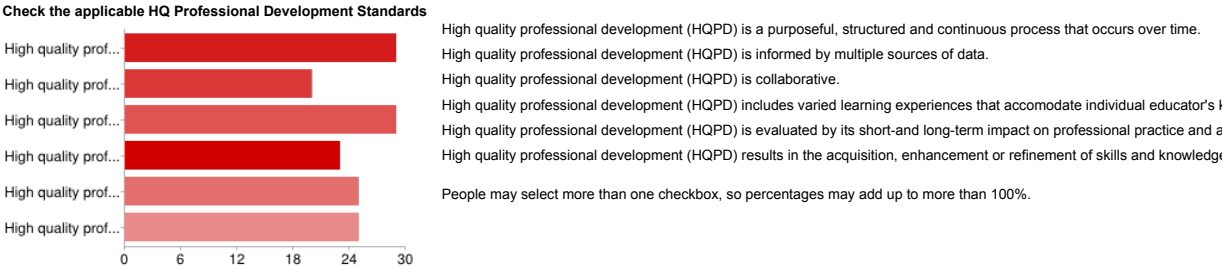 Check the applicable HQ Professional Development Standards
High quality prof...
High quality prof...
High quality prof...
High quality prof...
High quality prof...
High quality prof...
0 6 12 18 24 30
High quality professional development (HQPD) is a purposeful, structured and continuous process that occurs over time.
High quality professional development (HQPD) is informed by multiple sources of data.
High quality professional development (HQPD) is collaborative.
High quality professional development (HQPD) includes varied learning experiences that accomodate individual educator's
High quality professional development (HQPD) is evaluated by its short-and long-term impact on professional practice and
High quality professional development (HQPD) results in the acquisition, enhancement or refinement of skills and knowledge
People may select more than one checkbox, so percentages may add up to more than 100%.